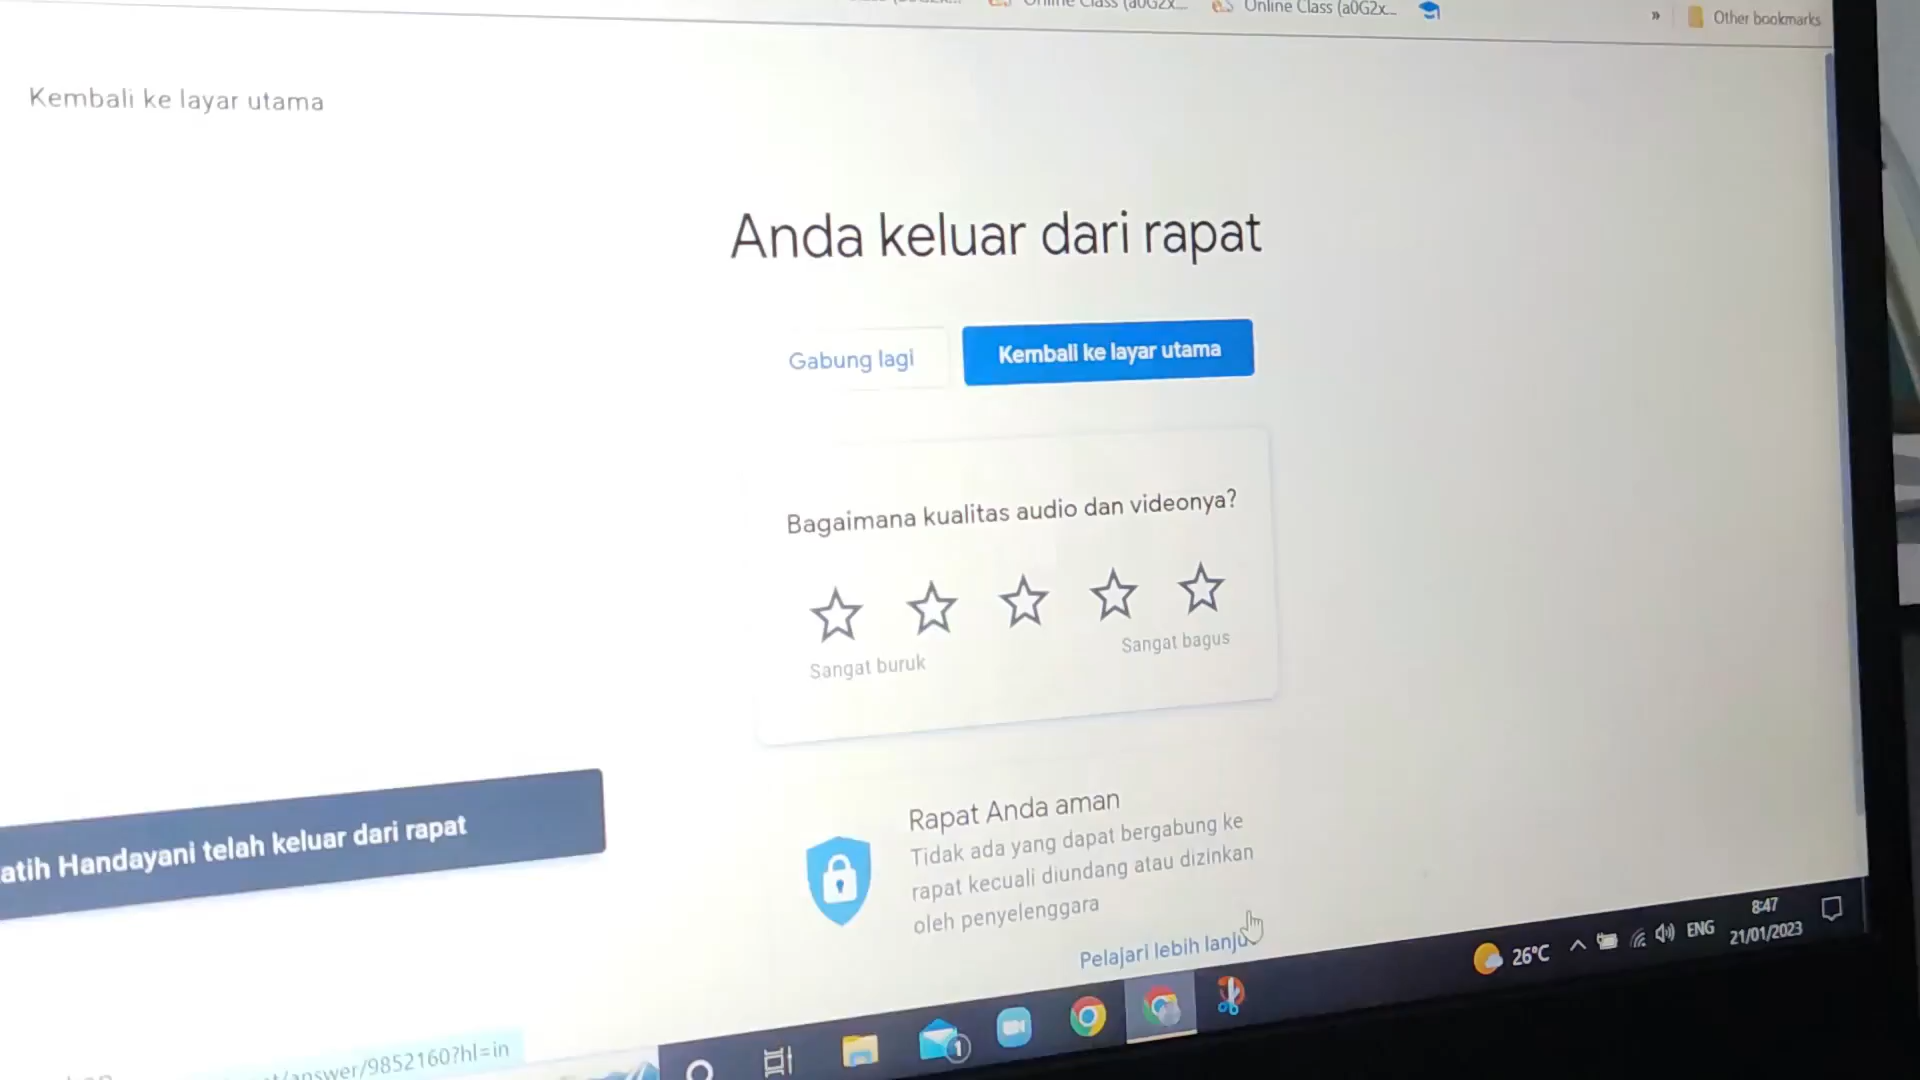 Online Class (a0G2x...
Online Class (a0G2x...
»
Other bookmarks
Kembali ke layar utama
Anda keluar dari rapat
Gabung lagi
Kembali ke layar utama
Bagaimana kualitas audio dan videonya?
Sangat buruk
Sangat bagus
atih Handayani telah keluar dari rapat
Rapat Anda aman
Tidak ada yang dapat bergabung ke
rapat kecuali diundang atau dizinkan
oleh penyelenggara
Pelajari lebih lanju
/answer/9852160?hl=in
1
26°C
ENG
8:47
21/01/2023